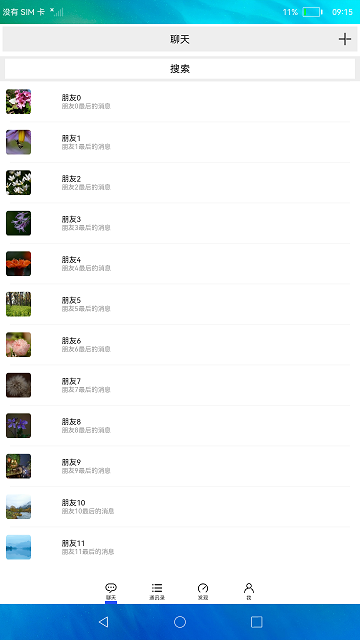 没有 SIM 卡 11% 09:15
聊天
搜索
朋友0
朋友0最后的消息
朋友1
朋友1最后的消息
朋友2
朋友2最后的消息
朋友3
朋友3最后的消息
朋友4
朋友4最后的消息
朋友5
朋友5最后的消息
朋友6
朋友6最后的消息
朋友7
朋友7最后的消息
朋友8
朋友8最后的消息
朋友9
朋友9最后的消息
朋友10
朋友10最后的消息
朋友11
朋友11最后的消息
聊天 通讯录 发现 我